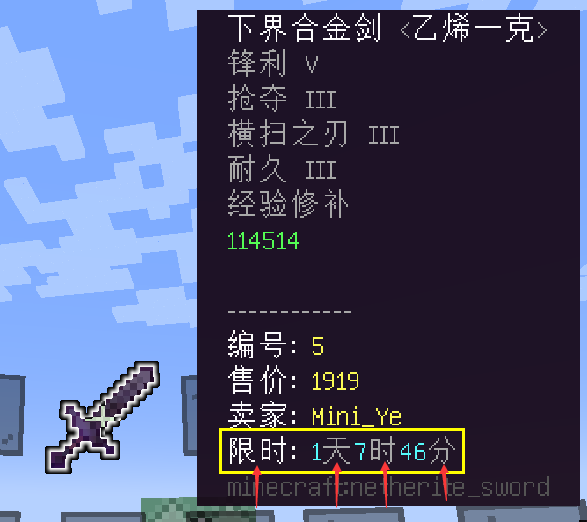 下界合金剑 <乙烯一克>
锋利 V
抢夺 III
横扫之刃 III
耐久 III
经验修补
114514
------------
编号: 5
售价: 1919
卖家: Mini_Ye
限时: 1天7时46分
minecraft:netherite_sword